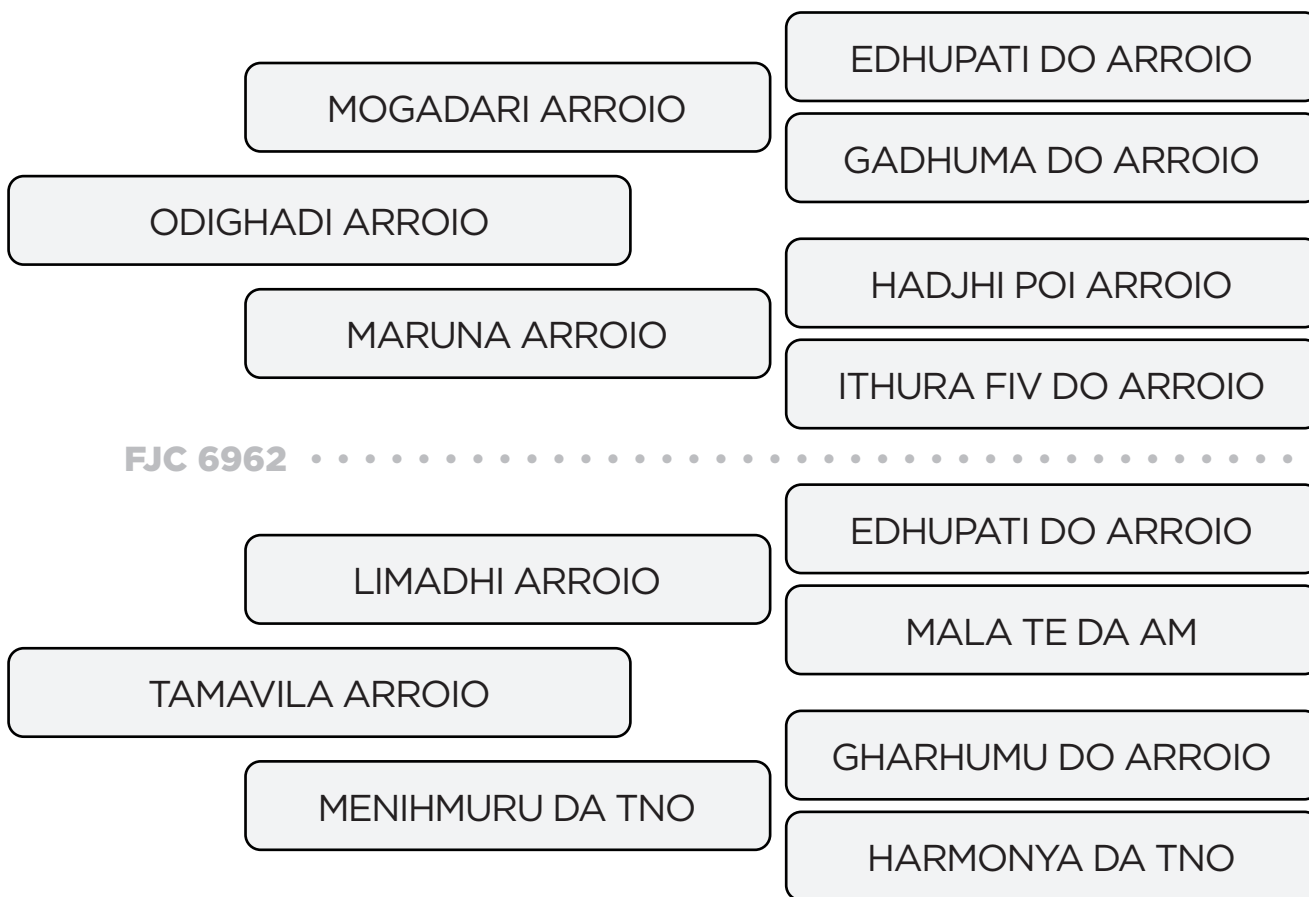 EDHUPATI DO ARROIO
MOGADARI ARROIO
GADHUMA DO ARROIO
ODIGHADI ARROIO
HADJHI POI ARROIO
MARUNA ARROIO
ITHURA FIV DO ARROIO
FJC 6962
EDHUPATI DO ARROIO
LIMADHI ARROIO
MALA TE DA AM
TAMAVILA ARROIO
GHARHUMU DO ARROIO
MENIHMURU DA TNO
HARMONYA DA TNO